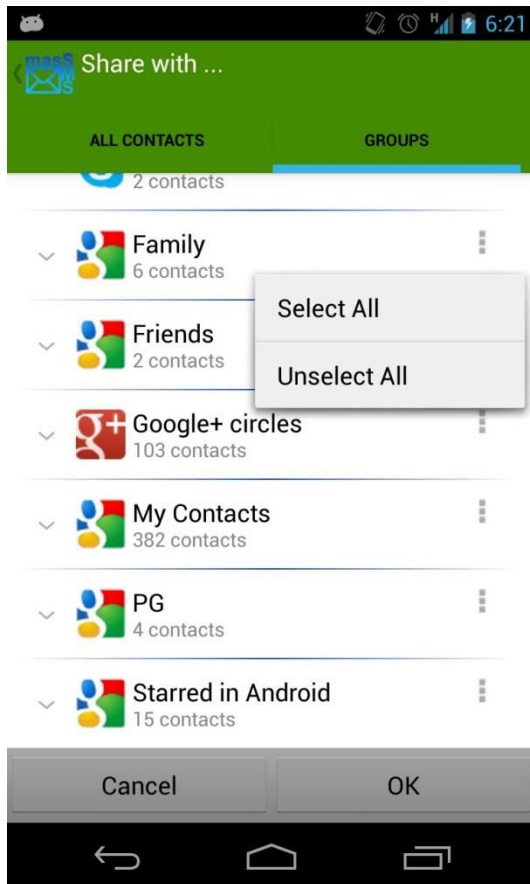 H
6:21
masS
M
S
Share with ...
ALL CONTACTS
GROUPS
2 contacts
Family
6 contacts
Select All
Friends
2 contacts
Unselect All
g+
Google+ circles
103 contacts
My Contacts
382 contacts
PG
4 contacts
Starred in Android
15 contacts
Cancel
OK